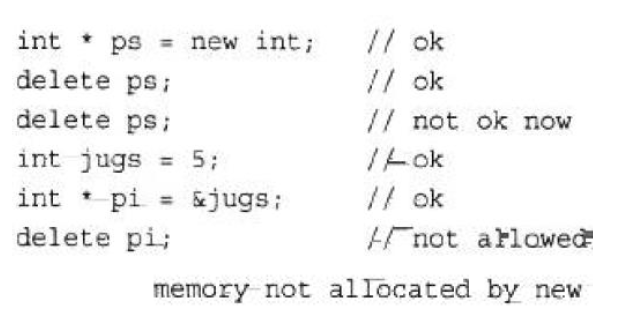 int * ps = new int; // ok
delete ps; // ok
delete ps; // not ok now
int jugs = 5; // ok
int * pi = &jugs; // ok
delete pi; // not allowed,
memory not allocated by new